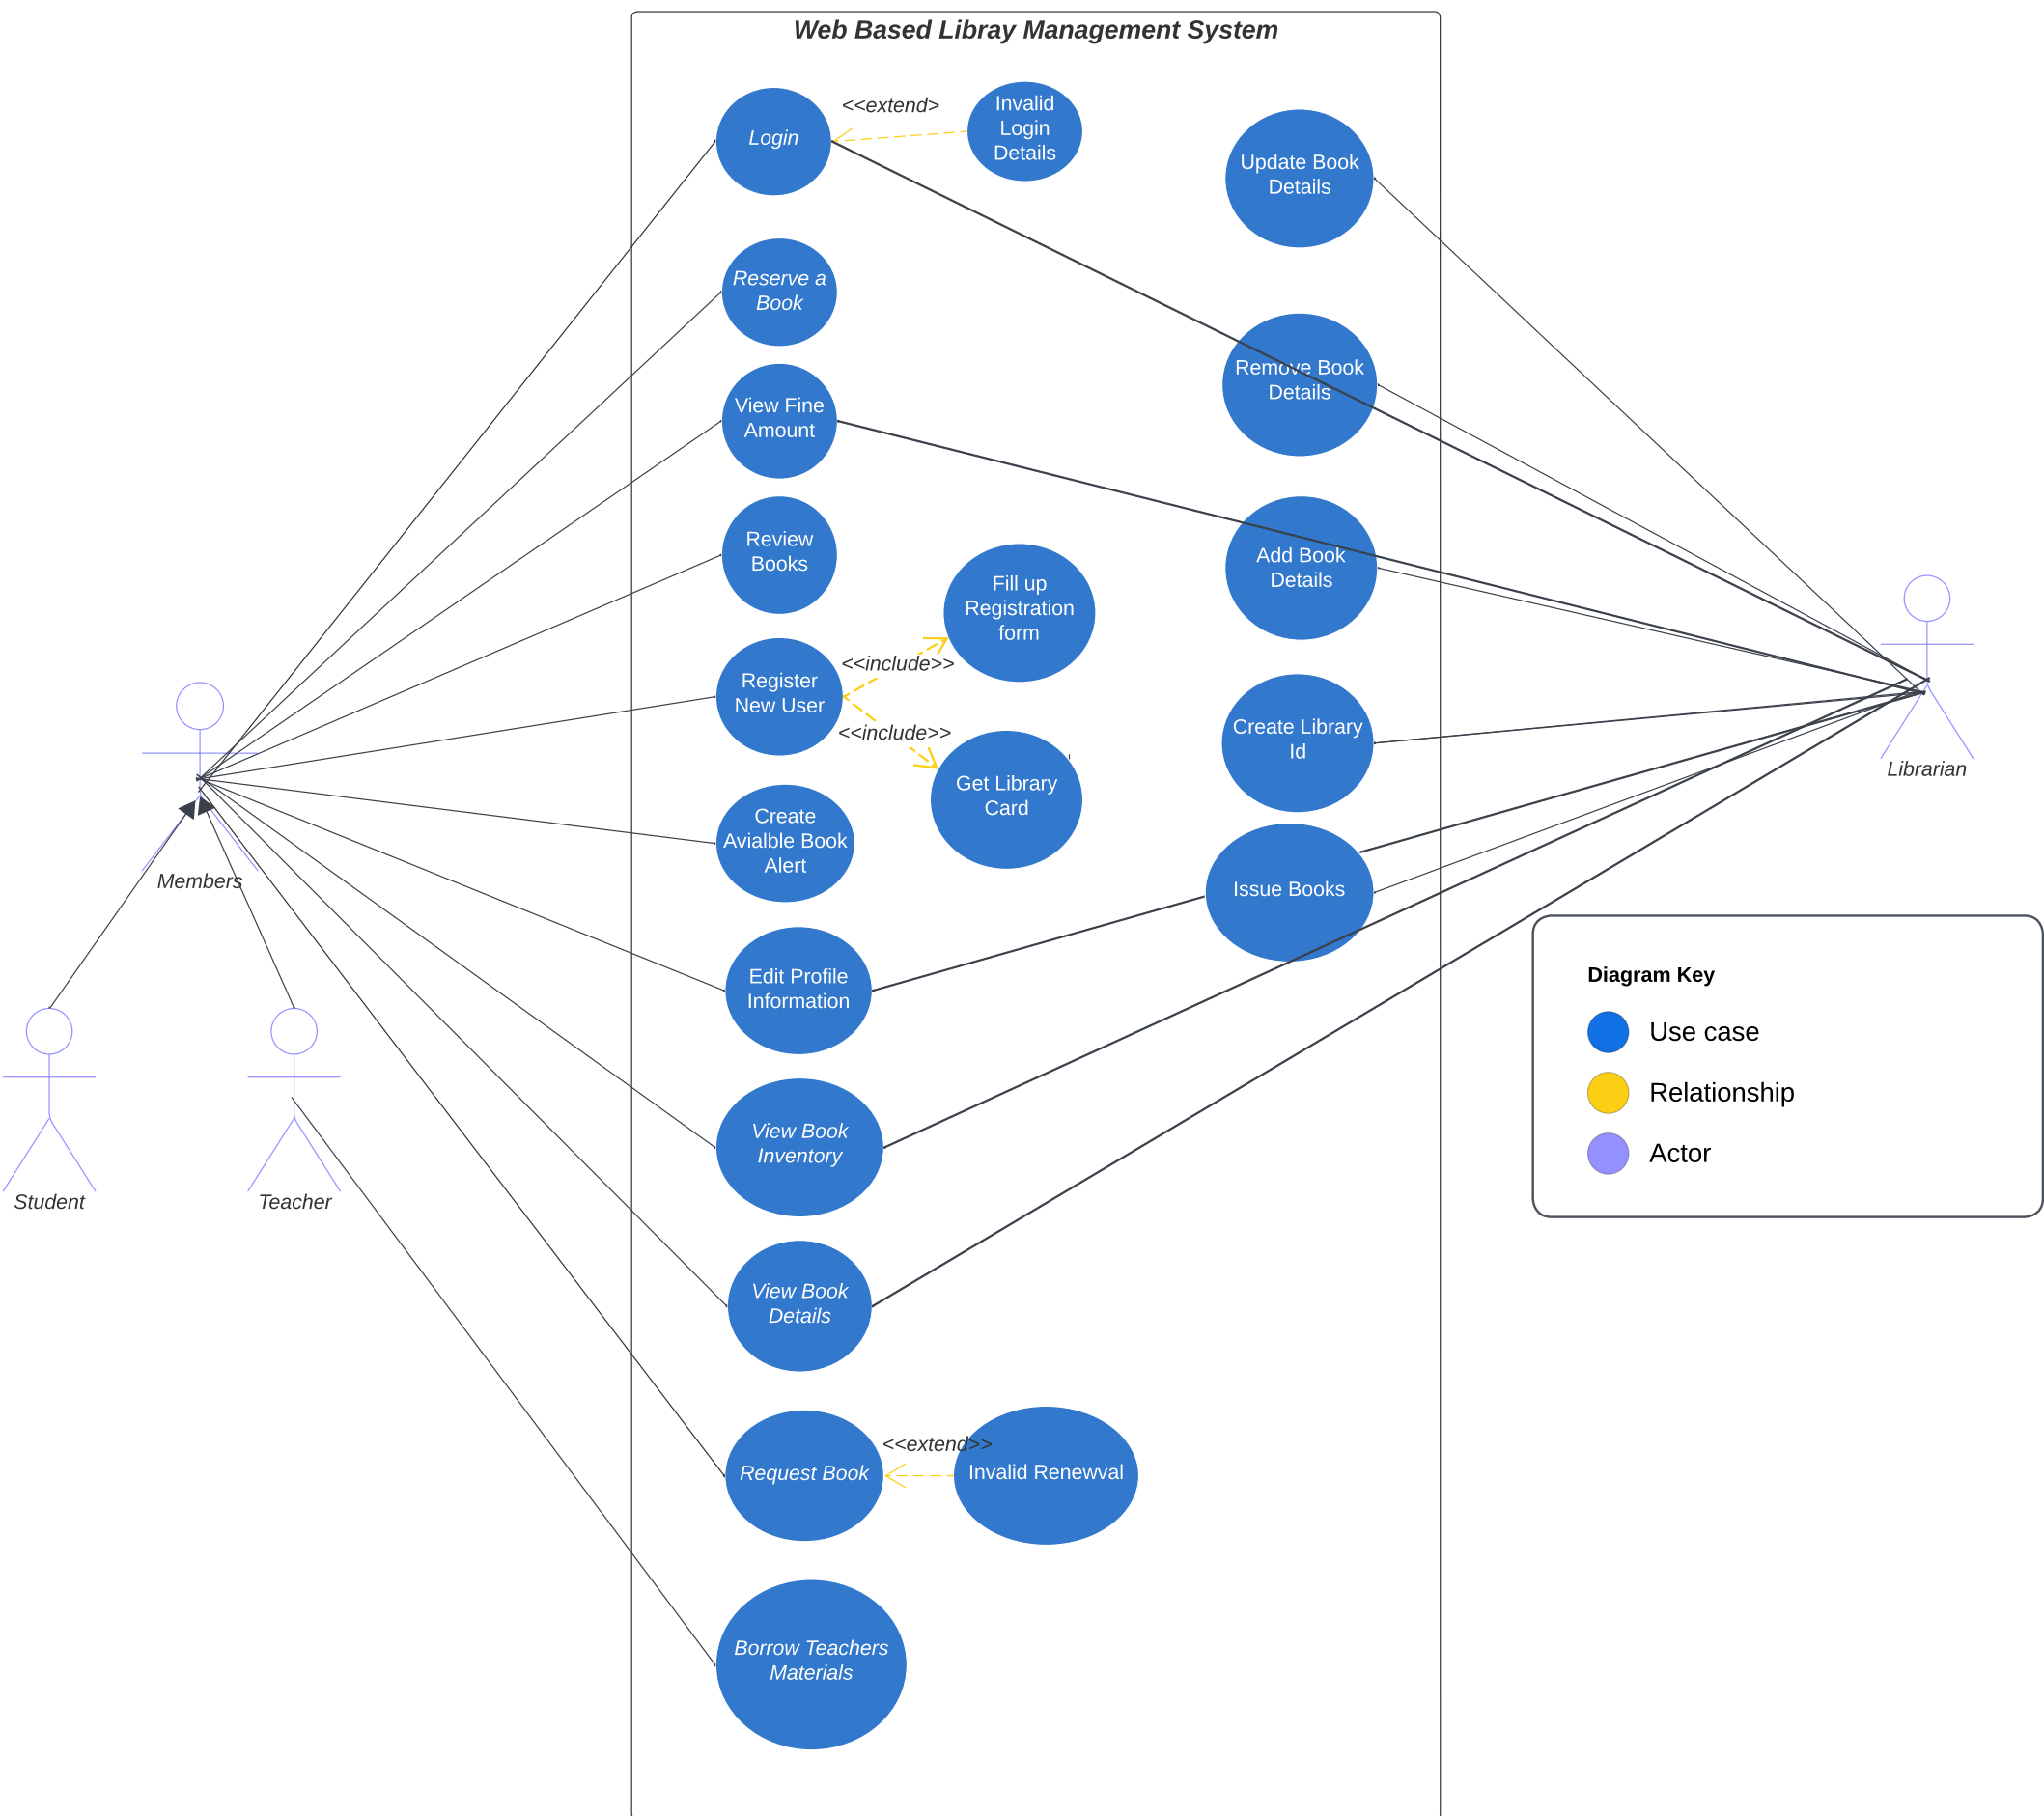 Web Based Libray Management System
<<extend>
Invalid
Login
Details
Login
Update Book
Details
Reserve a
Book
Remove Book
Details
View Fine
Amount
Review
Books
Add Book
Details
Fill up
Registration
form
<<include>>
Register
New User
<<include>>
Get Library
Card
Create Library
Id
Librarian
Create
Avialble Book
Alert
Members
Issue Books
Edit Profile
Information
Diagram Key
Use case
Relationship
Actor
View Book
Inventory
Student
Teacher
View Book
Details
<<extend>>
Request Book
Invalid Renewval
Borrow Teachers
Materials